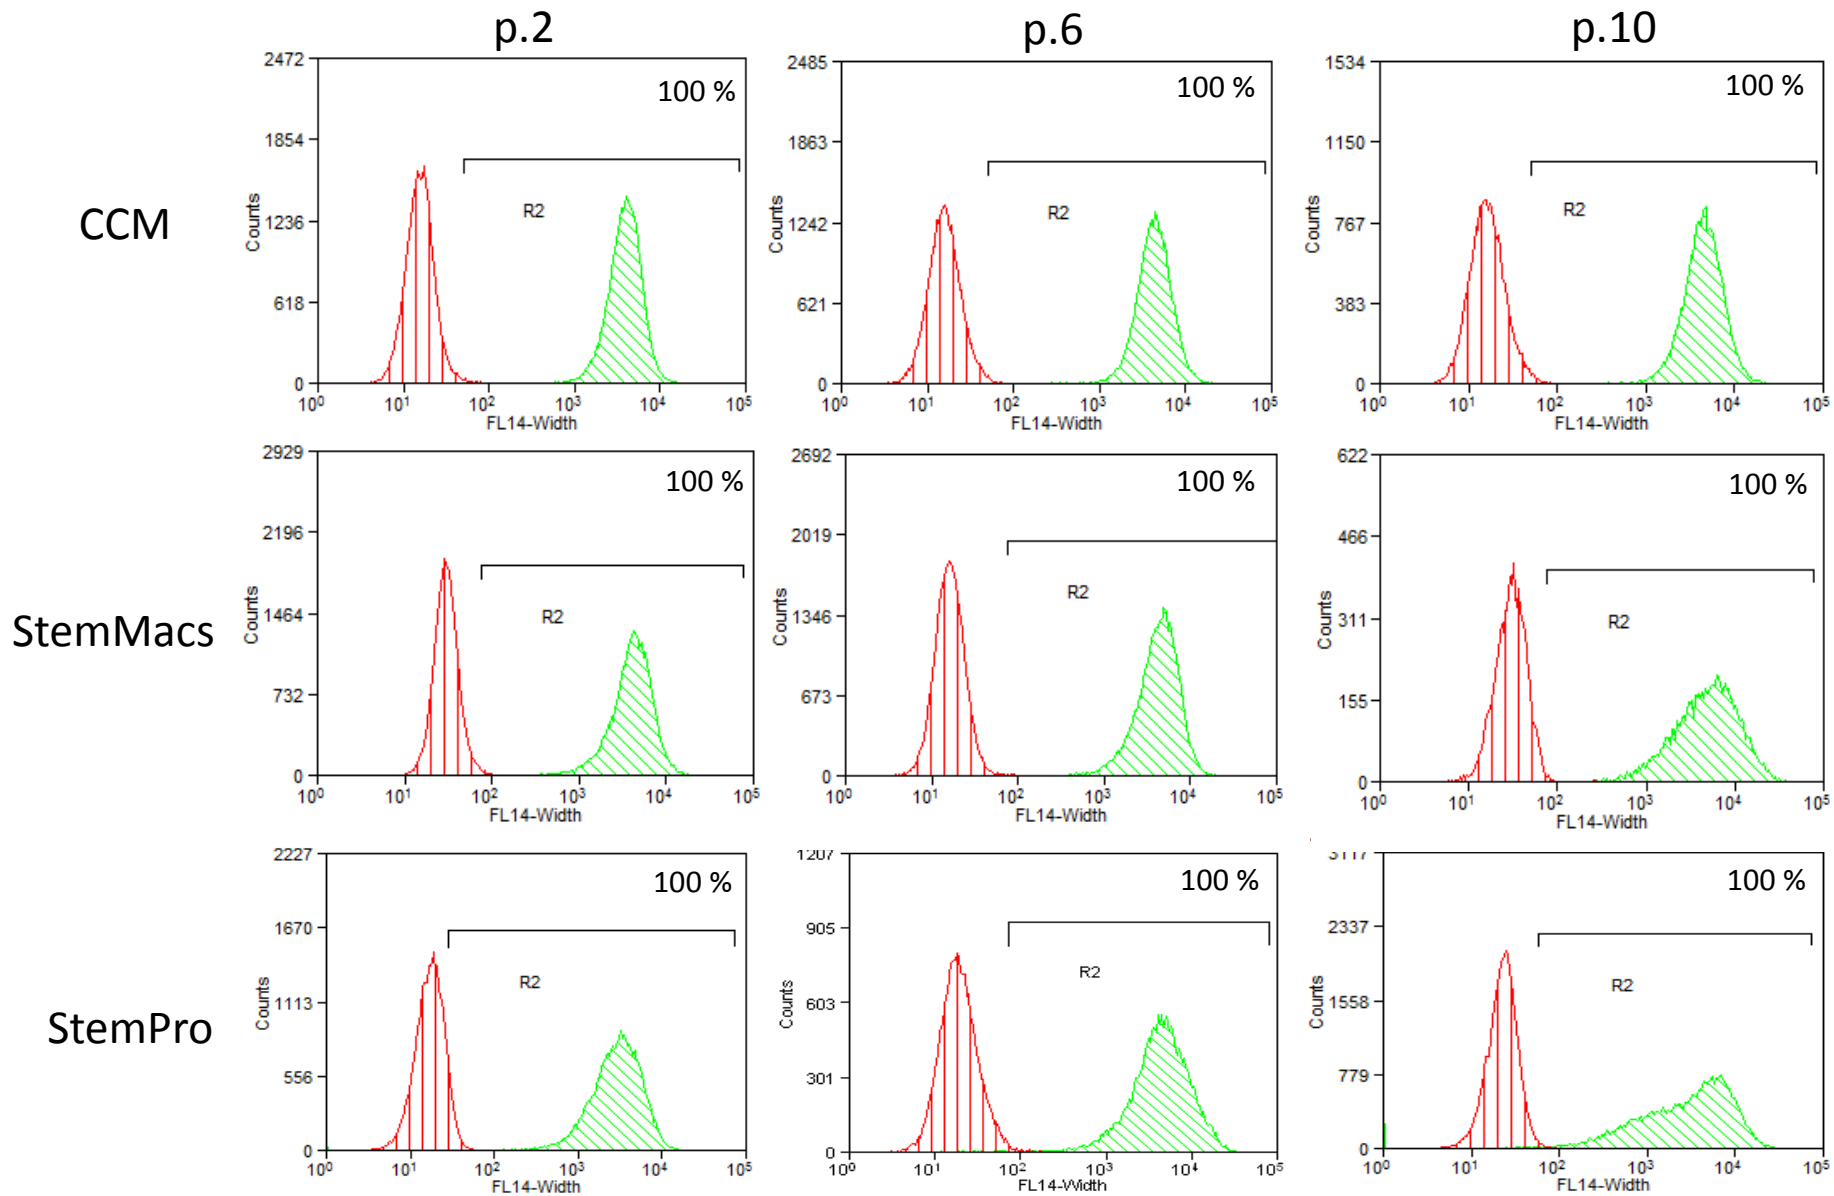 p.2 p.6 p.10
CCM
2472
1854
1236
618
0
Counts
100 %
R2
10⁰ 10¹ 10² 10³ 10⁴ 10⁵
FL14-Width
2485
1863
1242
621
0
Counts
100 %
R2
10⁰ 10¹ 10² 10³ 10⁴ 10⁵
FL14-Width
1534
1150
767
383
0
Counts
100 %
R2
10⁰ 10¹ 10² 10³ 10⁴ 10⁵
FL14-Width
StemMacs
2929
2196
1464
732
0
Counts
100 %
R2
10⁰ 10¹ 10² 10³ 10⁴ 10⁵
FL14-Width
2692
2019
1346
673
0
Counts
100 %
R2
10⁰ 10¹ 10² 10³ 10⁴ 10⁵
FL14-Width
622
466
311
155
0
Counts
100 %
R2
10⁰ 10¹ 10² 10³ 10⁴ 10⁵
FL14-Width
StemPro
2227
1670
1113
556
0
Counts
100 %
R2
10⁰ 10¹ 10² 10³ 10⁴ 10⁵
FL14-Width
1207
905
603
301
0
Counts
100 %
R2
10⁰ 10¹ 10² 10³ 10⁴ 10⁵
FL14-Width
3117
2337
1558
779
0
Counts
100 %
R2
10⁰ 10¹ 10² 10³ 10⁴ 10⁵
FL14-Width